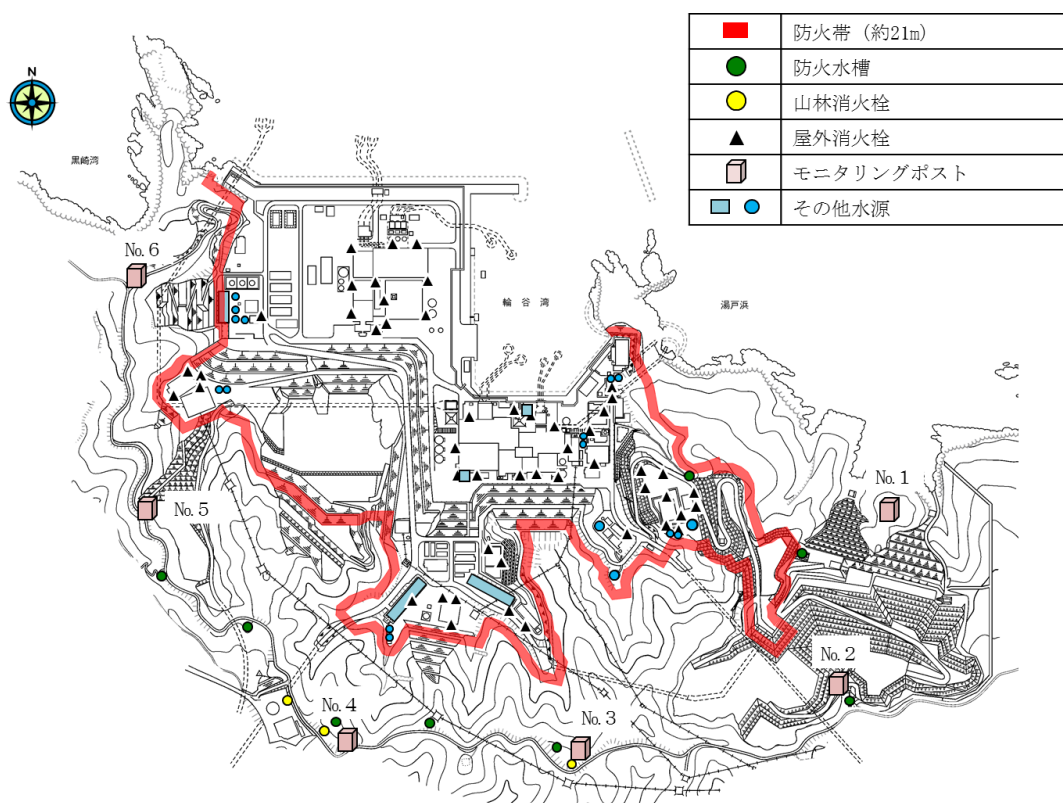 防火帯（約21m）
防火水槽
山林消火栓
屋外消火栓
モニタリングポスト
その他水源
N
黒崎湾
No.6
輪谷湾
湯戸浜
No.1
No.5
No.2
No.4
No.3